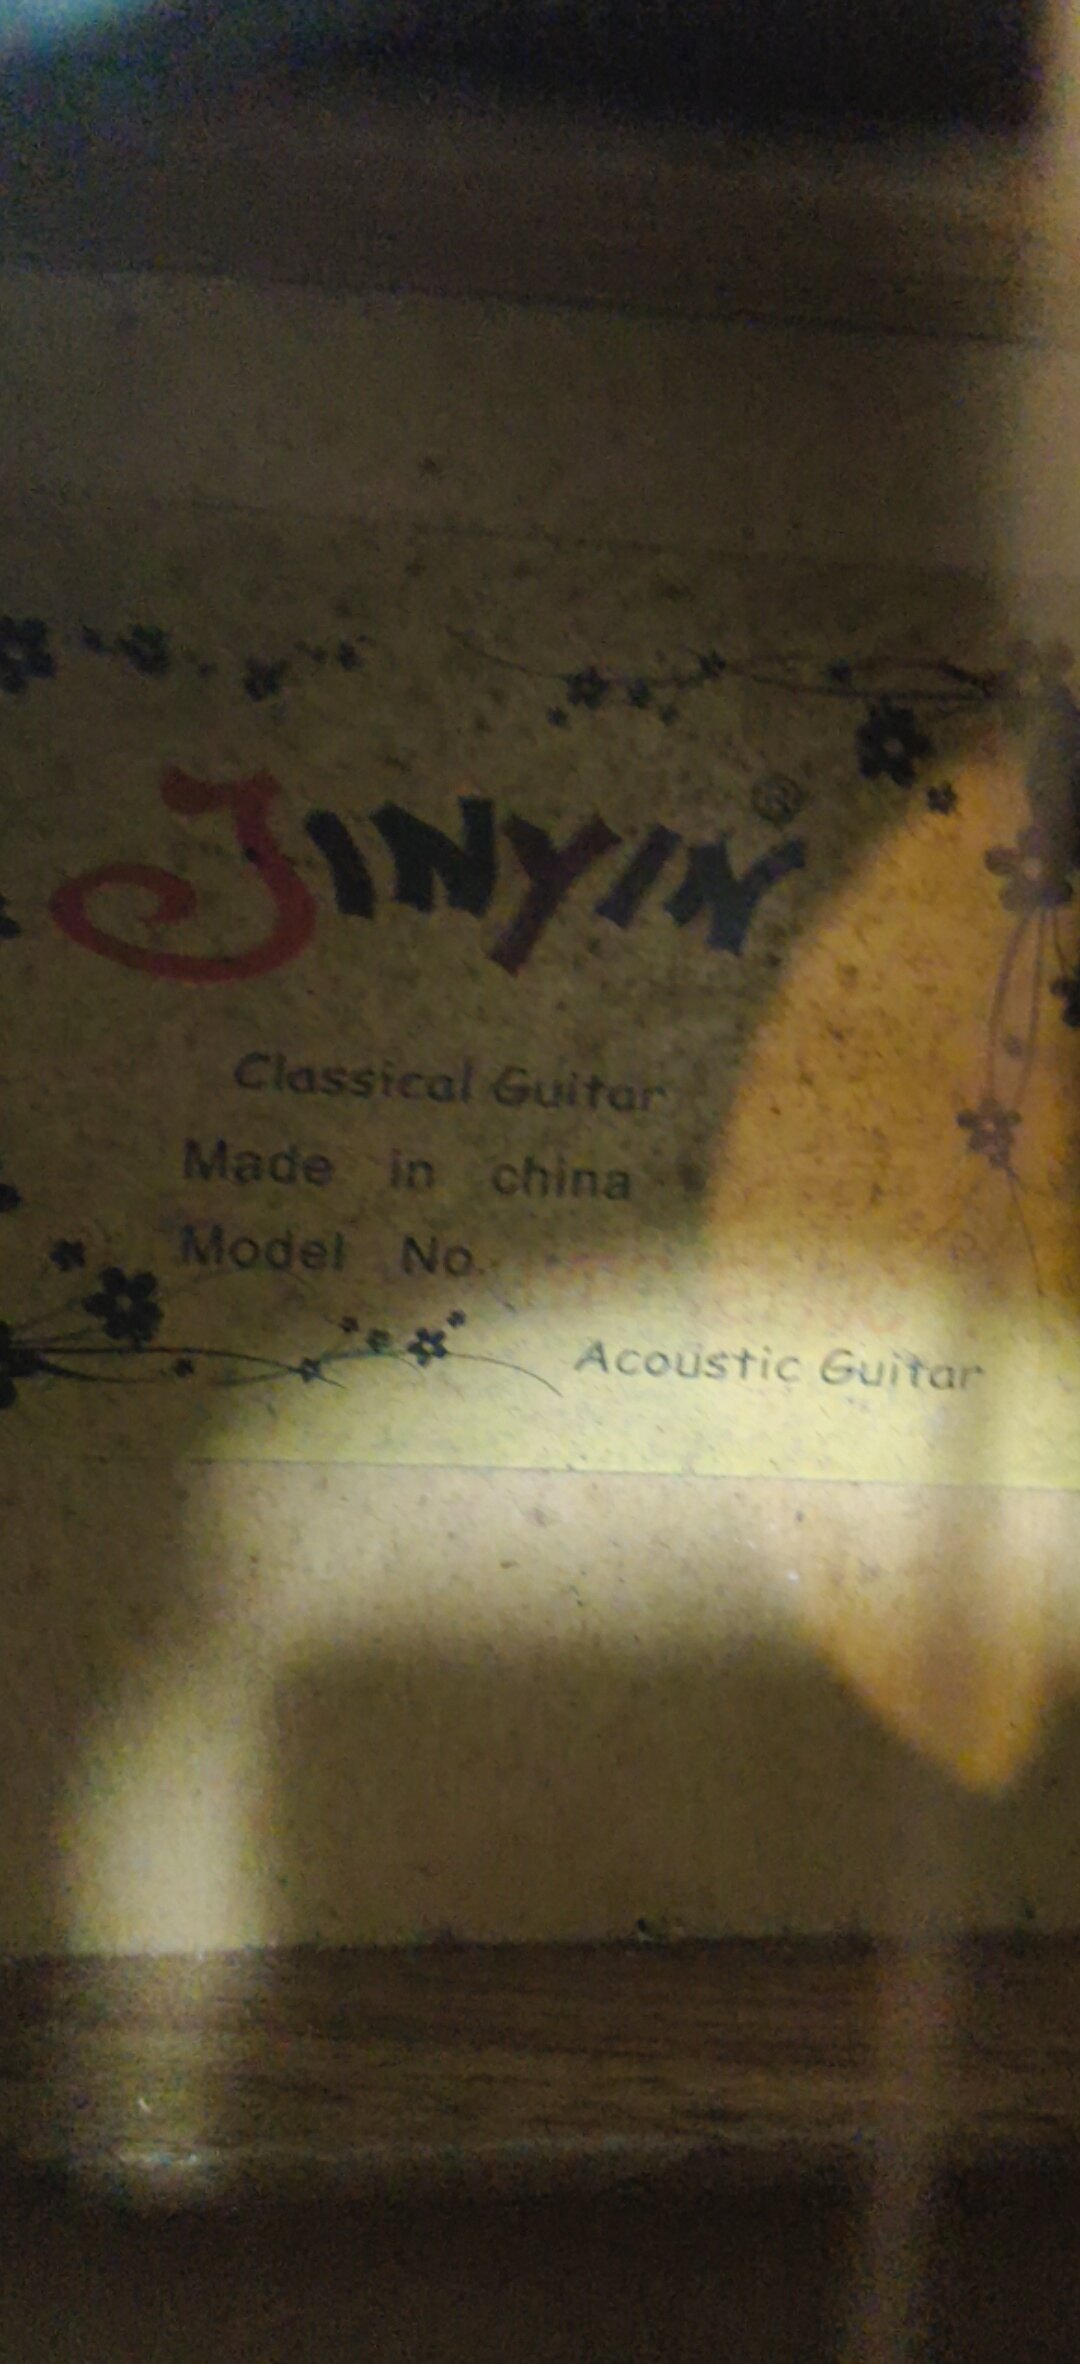 JINYIN®
Classical Guitar
Made in china
Model No.
Acoustic Guitar